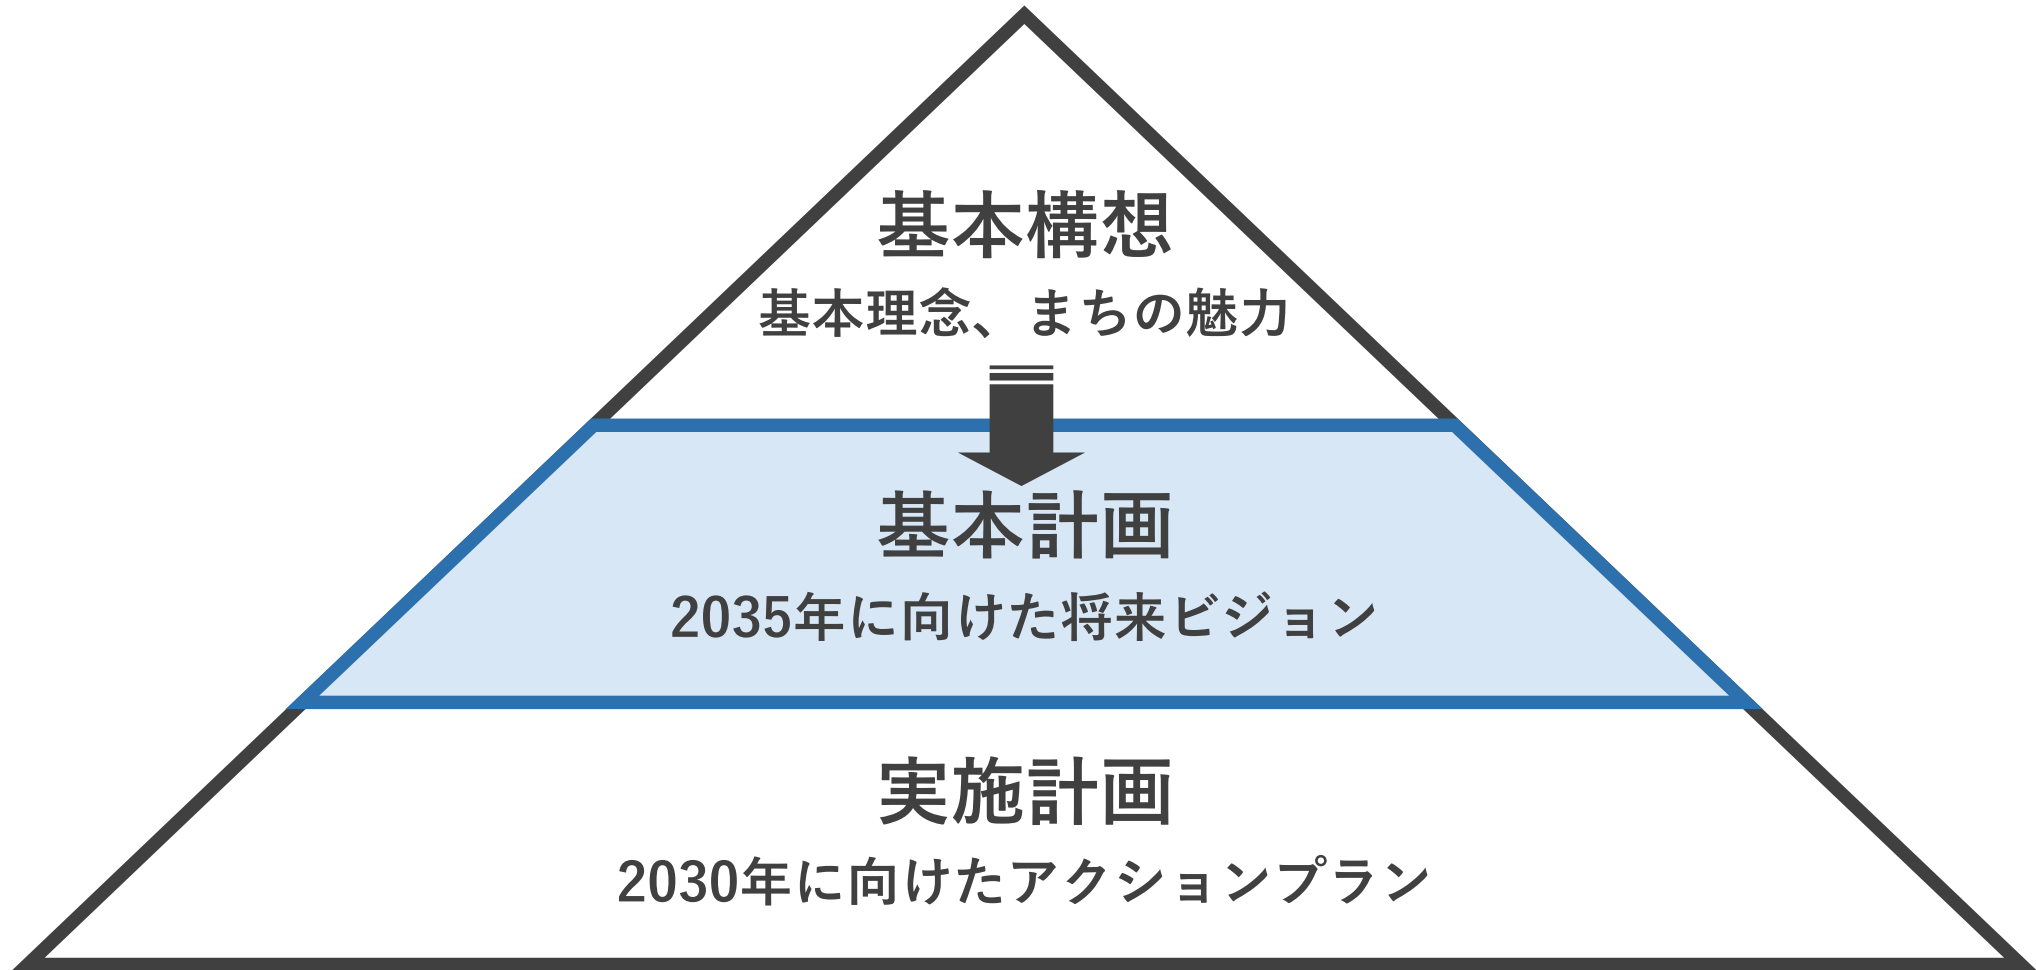 基本構想
基本理念、まちの魅力
基本計画
2035年に向けた将来ビジョン
実施計画
2030年に向けたアクションプラン